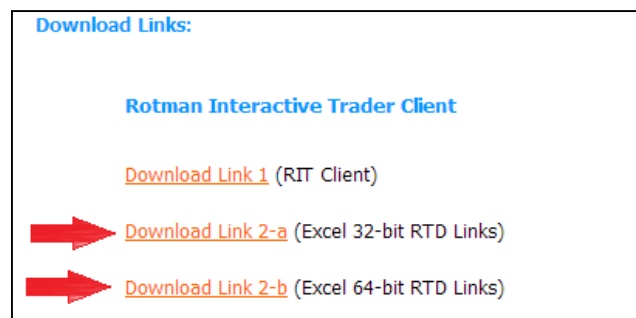 Download Links:
Rotman Interactive Trader Client
Download Link 1 (RIT Client)
Download Link 2-a (Excel 32-bit RTD Links)
Download Link 2-b (Excel 64-bit RTD Links)